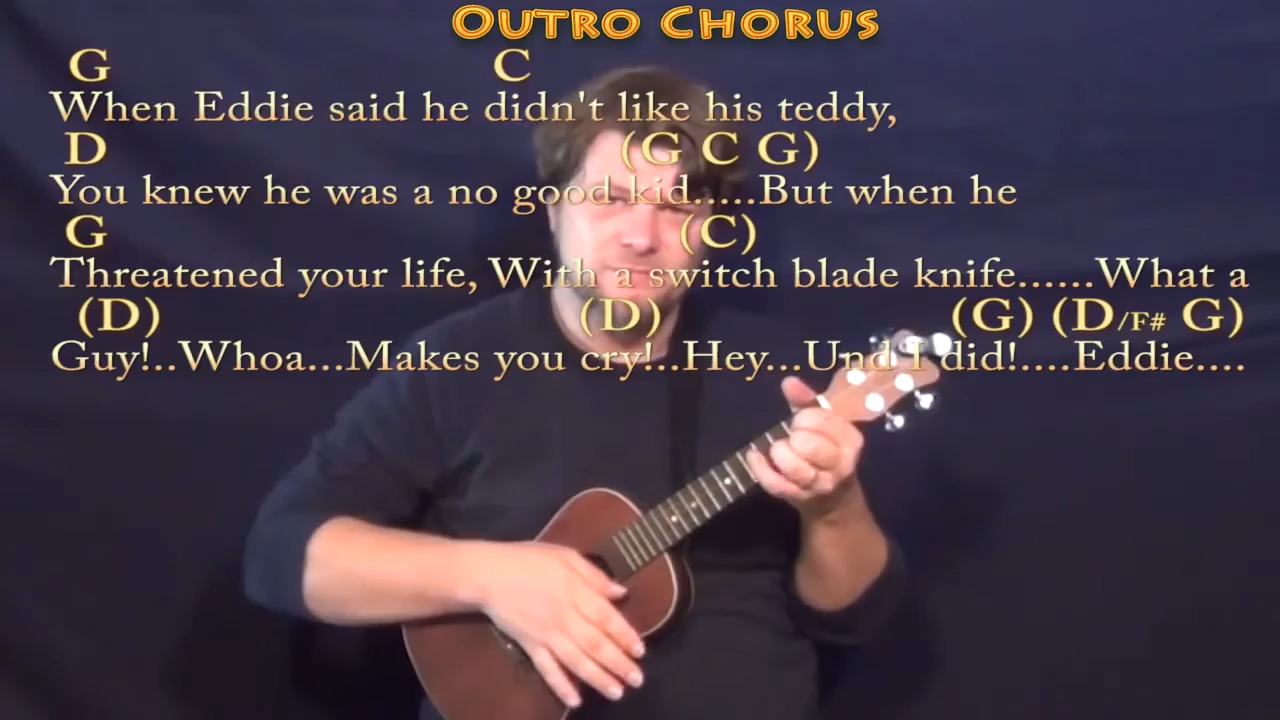 OUTRO CHORUS
G C
When Eddie said he didn't like his teddy,
D (G C G)
You knew he was a no good kid.....But when he
G (C)
Threatened your life, With a switch blade knife......What a
(D) (D) (G) (D/F# G)
Guy!..Whoa...Makes you cry!..Hey...Und I did!....Eddie....